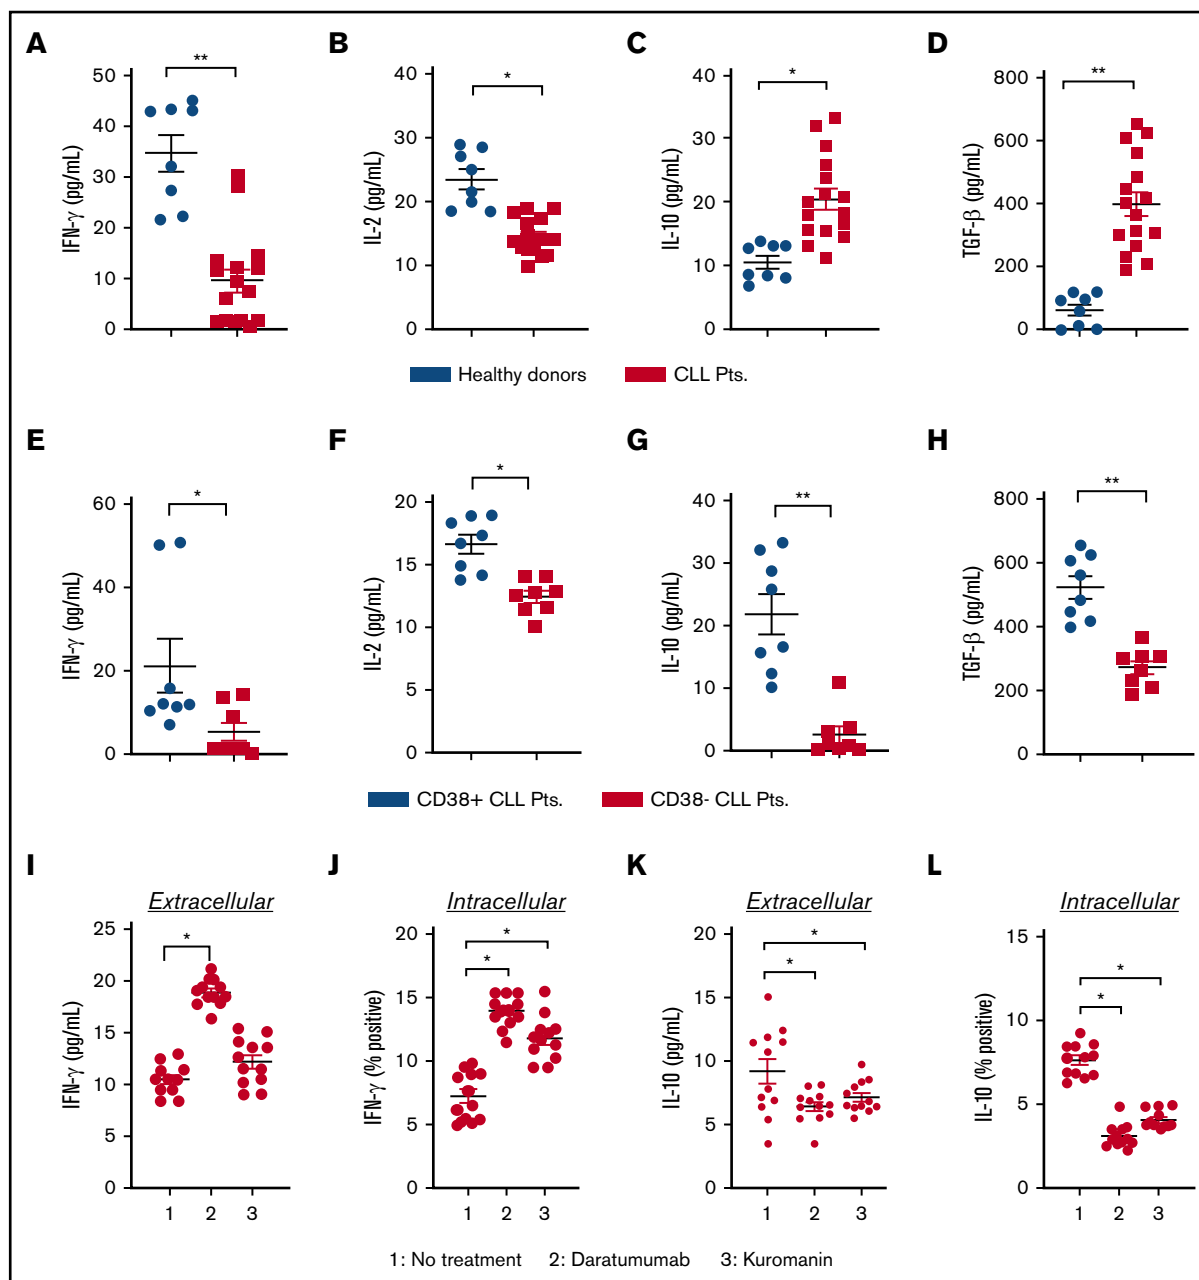 A B C D
** * * **
IFN-γ (pg/mL) 50 40 30 20 10 0
IL-2 (pg/mL) 40 30 20 10 0
IL-10 (pg/mL) 40 30 20 10 0
TGF-β (pg/mL) 800 600 400 200 0
Healthy donors CLL Pts.
E F G H
* * ** **
IFN-γ (pg/mL) 60 40 20 0
IL-2 (pg/mL) 20 15 10 5 0
IL-10 (pg/mL) 40 30 20 10 0
TGF-β (pg/mL) 800 600 400 200 0
CD38+ CLL Pts. CD38- CLL Pts.
I J K L
Extracellular Intracellular Extracellular Intracellular
* * * * * * *
IFN-γ (pg/mL) 25 20 15 10 5 0
IFN-γ (% positive) 20 15 10 5 0
IL-10 (pg/mL) 20 15 10 5 0
IL-10 (% positive) 15 10 5 0
1 2 3 1 2 3 1 2 3 1 2 3
1: No treatment 2: Daratumumab 3: Kuromanin